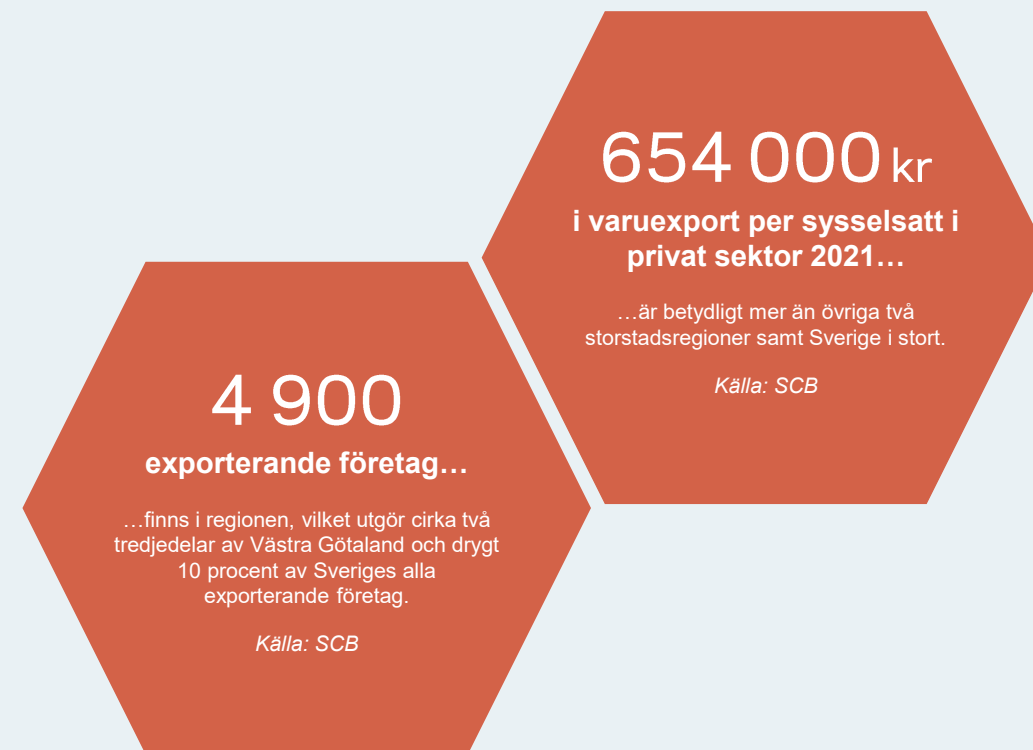 654 000 kr
i varuexport per sysselsatt i
privat sektor 2021…
…är betydligt mer än övriga två
storstadsregioner samt Sverige i stort.
Källa: SCB
4 900
exporterande företag…
…finns i regionen, vilket utgör cirka två
tredjedelar av Västra Götaland och drygt
10 procent av Sveriges alla
exporterande företag.
Källa: SCB